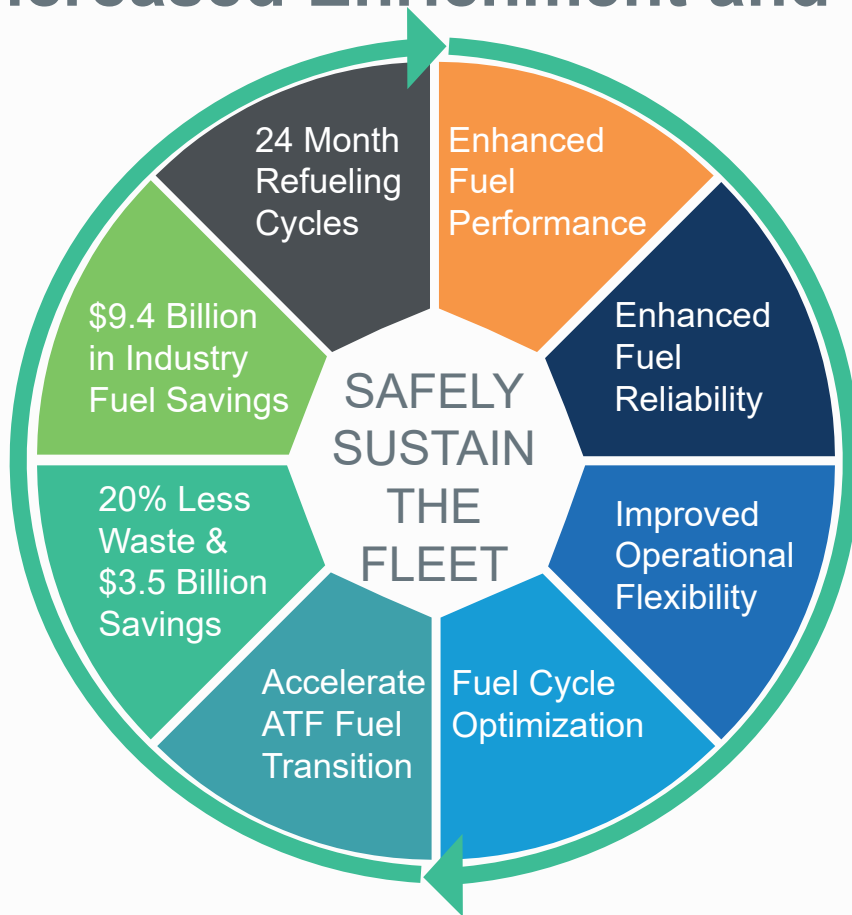 Enhanced
Fuel
Performance
Enhanced
Fuel
Reliability
Improved
Operational
Flexibility
Fuel Cycle
Optimization
Accelerate
ATF Fuel
Transition
20% Less
Waste &
$3.5 Billion
Savings
$9.4 Billion
in Industry
Fuel Savings
24 Month
Refueling
Cycles
SAFELY
SUSTAIN
THE
FLEET